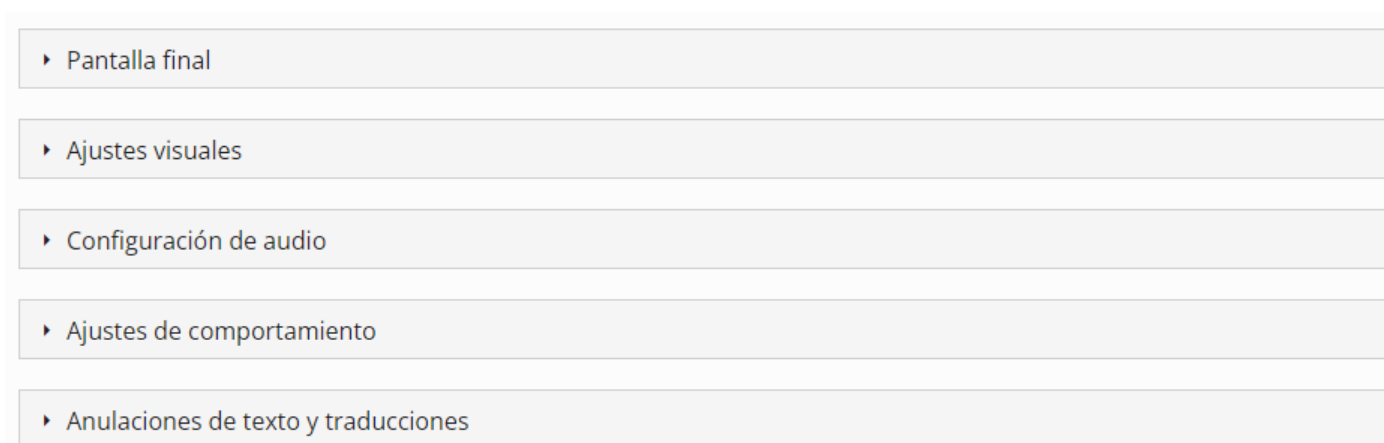 Pantalla final
Ajustes visuales
Configuración de audio
Ajustes de comportamiento
Anulaciones de texto y traducciones